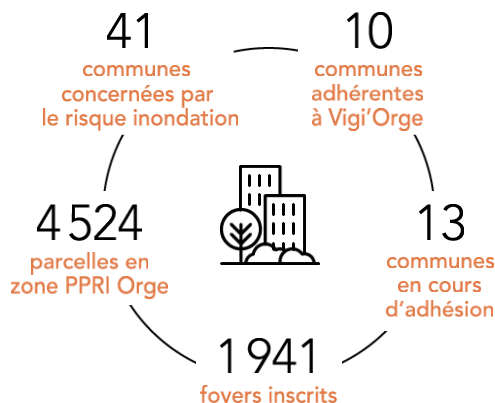 41
communes
concernées par
le risque inondation
10
communes
adhérentes
à Vigi'Orge
4 524
parcelles en
zone PPRI Orge
13
communes
en cours
d'adhésion
1 941
foyers inscrits